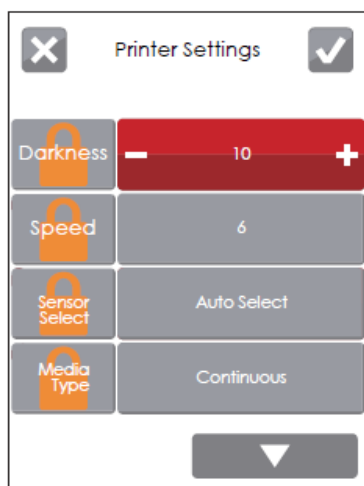 Printer Settings
Darkness
10
Speed
6
Sensor
Select
Auto Select
Media
Type
Continuous